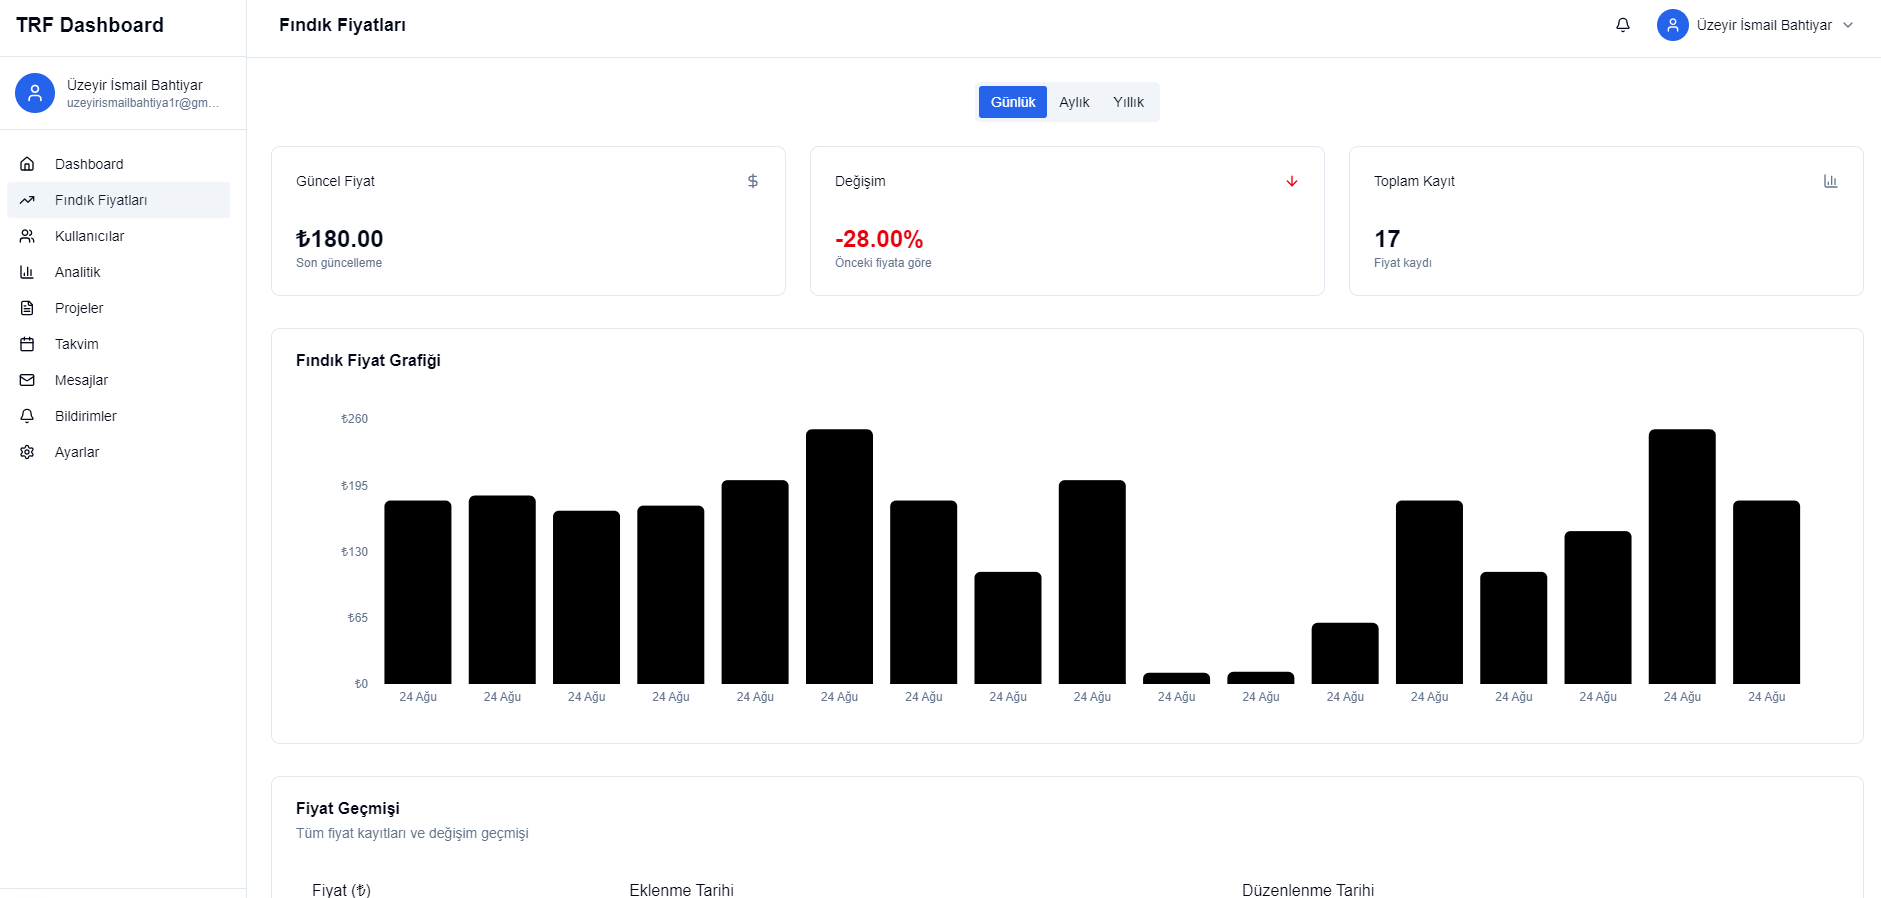 TRF Dashboard
Fındık Fiyatları
Üzeyir İsmail Bahtiyar
Üzeyir İsmail Bahtiyar
uzeyirismailbahtiya1r@gm...
Dashboard
Fındık Fiyatları
Kullanıcılar
Analitik
Projeler
Takvim
Mesajlar
Bildirimler
Ayarlar
Günlük Aylık Yıllık
Güncel Fiyat $
₺180.00
Son güncelleme
Değişim
-28.00%
Önceki fiyata göre
Toplam Kayıt
17
Fiyat kaydı
Fındık Fiyat Grafiği
₺260
₺195
₺130
₺65
₺0
24 Ağu 24 Ağu 24 Ağu 24 Ağu 24 Ağu 24 Ağu 24 Ağu 24 Ağu 24 Ağu 24 Ağu 24 Ağu 24 Ağu 24 Ağu 24 Ağu 24 Ağu 24 Ağu 24 Ağu
Fiyat Geçmişi
Tüm fiyat kayıtları ve değişim geçmişi
Fiyat (₺) Eklenme Tarihi Düzenlenme Tarihi